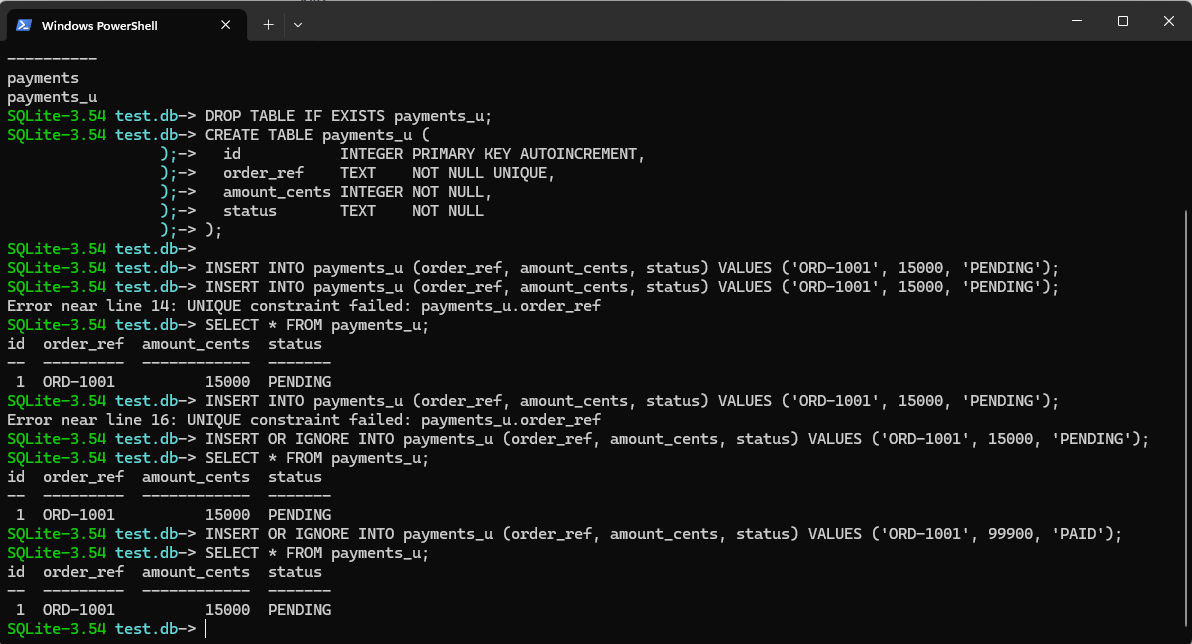 Windows PowerShell
----------
payments
payments_u
SQLite-3.54 test.db-> DROP TABLE IF EXISTS payments_u;
SQLite-3.54 test.db-> CREATE TABLE payments_u (
                 );->   id           INTEGER PRIMARY KEY AUTOINCREMENT,
                 );->   order_ref    TEXT    NOT NULL UNIQUE,
                 );->   amount_cents INTEGER NOT NULL,
                 );->   status       TEXT    NOT NULL
                 );-> );
SQLite-3.54 test.db->
SQLite-3.54 test.db-> INSERT INTO payments_u (order_ref, amount_cents, status) VALUES ('ORD-1001', 15000, 'PENDING');
SQLite-3.54 test.db-> INSERT INTO payments_u (order_ref, amount_cents, status) VALUES ('ORD-1001', 15000, 'PENDING');
Error near line 14: UNIQUE constraint failed: payments_u.order_ref
SQLite-3.54 test.db-> SELECT * FROM payments_u;
id  order_ref  amount_cents  status
--  ---------  ------------  -------
 1  ORD-1001          15000  PENDING
SQLite-3.54 test.db-> INSERT INTO payments_u (order_ref, amount_cents, status) VALUES ('ORD-1001', 15000, 'PENDING');
Error near line 16: UNIQUE constraint failed: payments_u.order_ref
SQLite-3.54 test.db-> INSERT OR IGNORE INTO payments_u (order_ref, amount_cents, status) VALUES ('ORD-1001', 15000, 'PENDING');
SQLite-3.54 test.db-> SELECT * FROM payments_u;
id  order_ref  amount_cents  status
--  ---------  ------------  -------
 1  ORD-1001          15000  PENDING
SQLite-3.54 test.db-> INSERT OR IGNORE INTO payments_u (order_ref, amount_cents, status) VALUES ('ORD-1001', 99900, 'PAID');
SQLite-3.54 test.db-> SELECT * FROM payments_u;
id  order_ref  amount_cents  status
--  ---------  ------------  -------
 1  ORD-1001          15000  PENDING
SQLite-3.54 test.db->